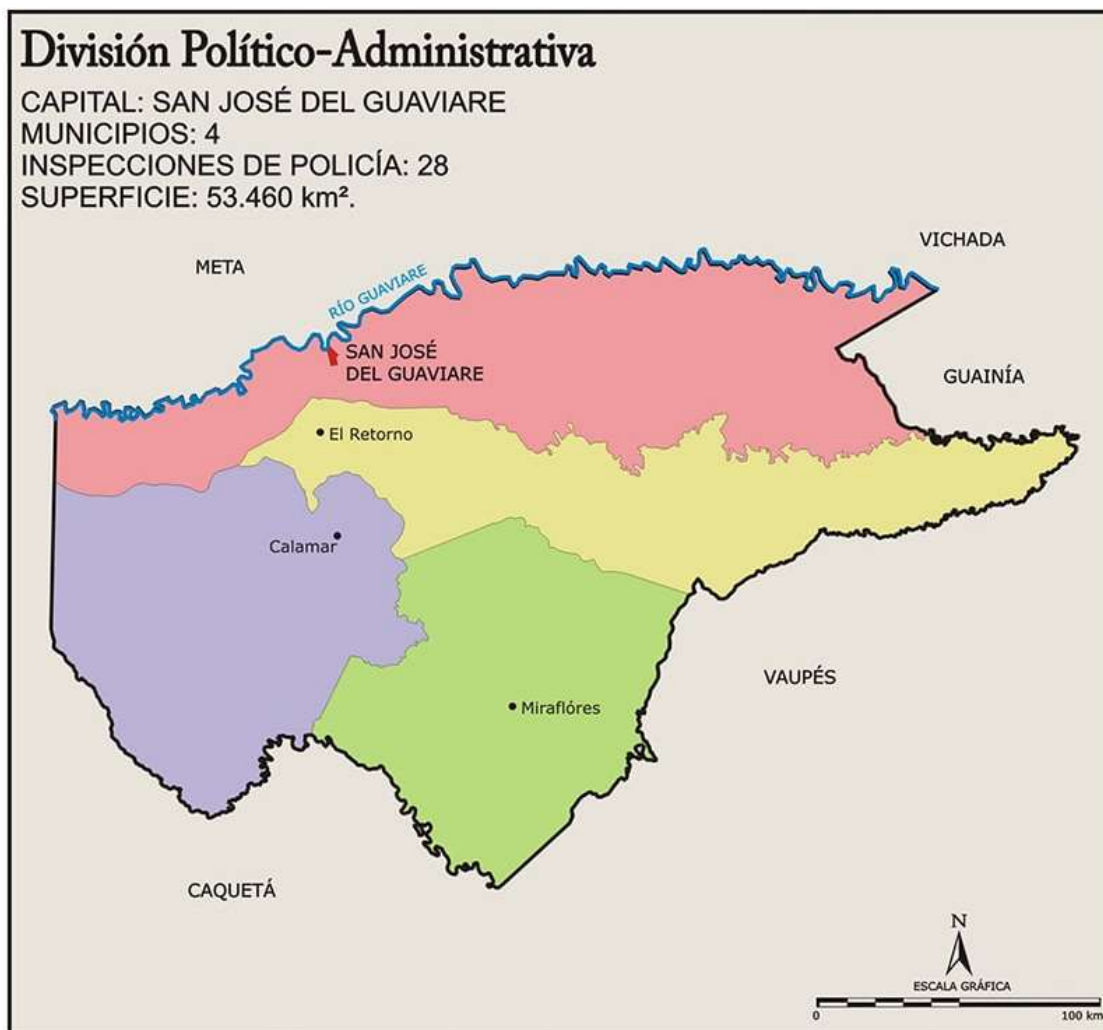 División Político-Administrativa
CAPITAL: SAN JOSÉ DEL GUAVIARE
MUNICIPIOS: 4
INSPECCIONES DE POLICÍA: 28
SUPERFICIE: 53.460 km².
VICHADA
META
RÍO GUAVIARE
SAN JOSÉ
DEL GUAVIARE
GUAINÍA
El Retorno
Calamar
VAUPÉS
Miraflóres
CAQUETÁ
N
ESCALA GRÁFICA
0 100 km